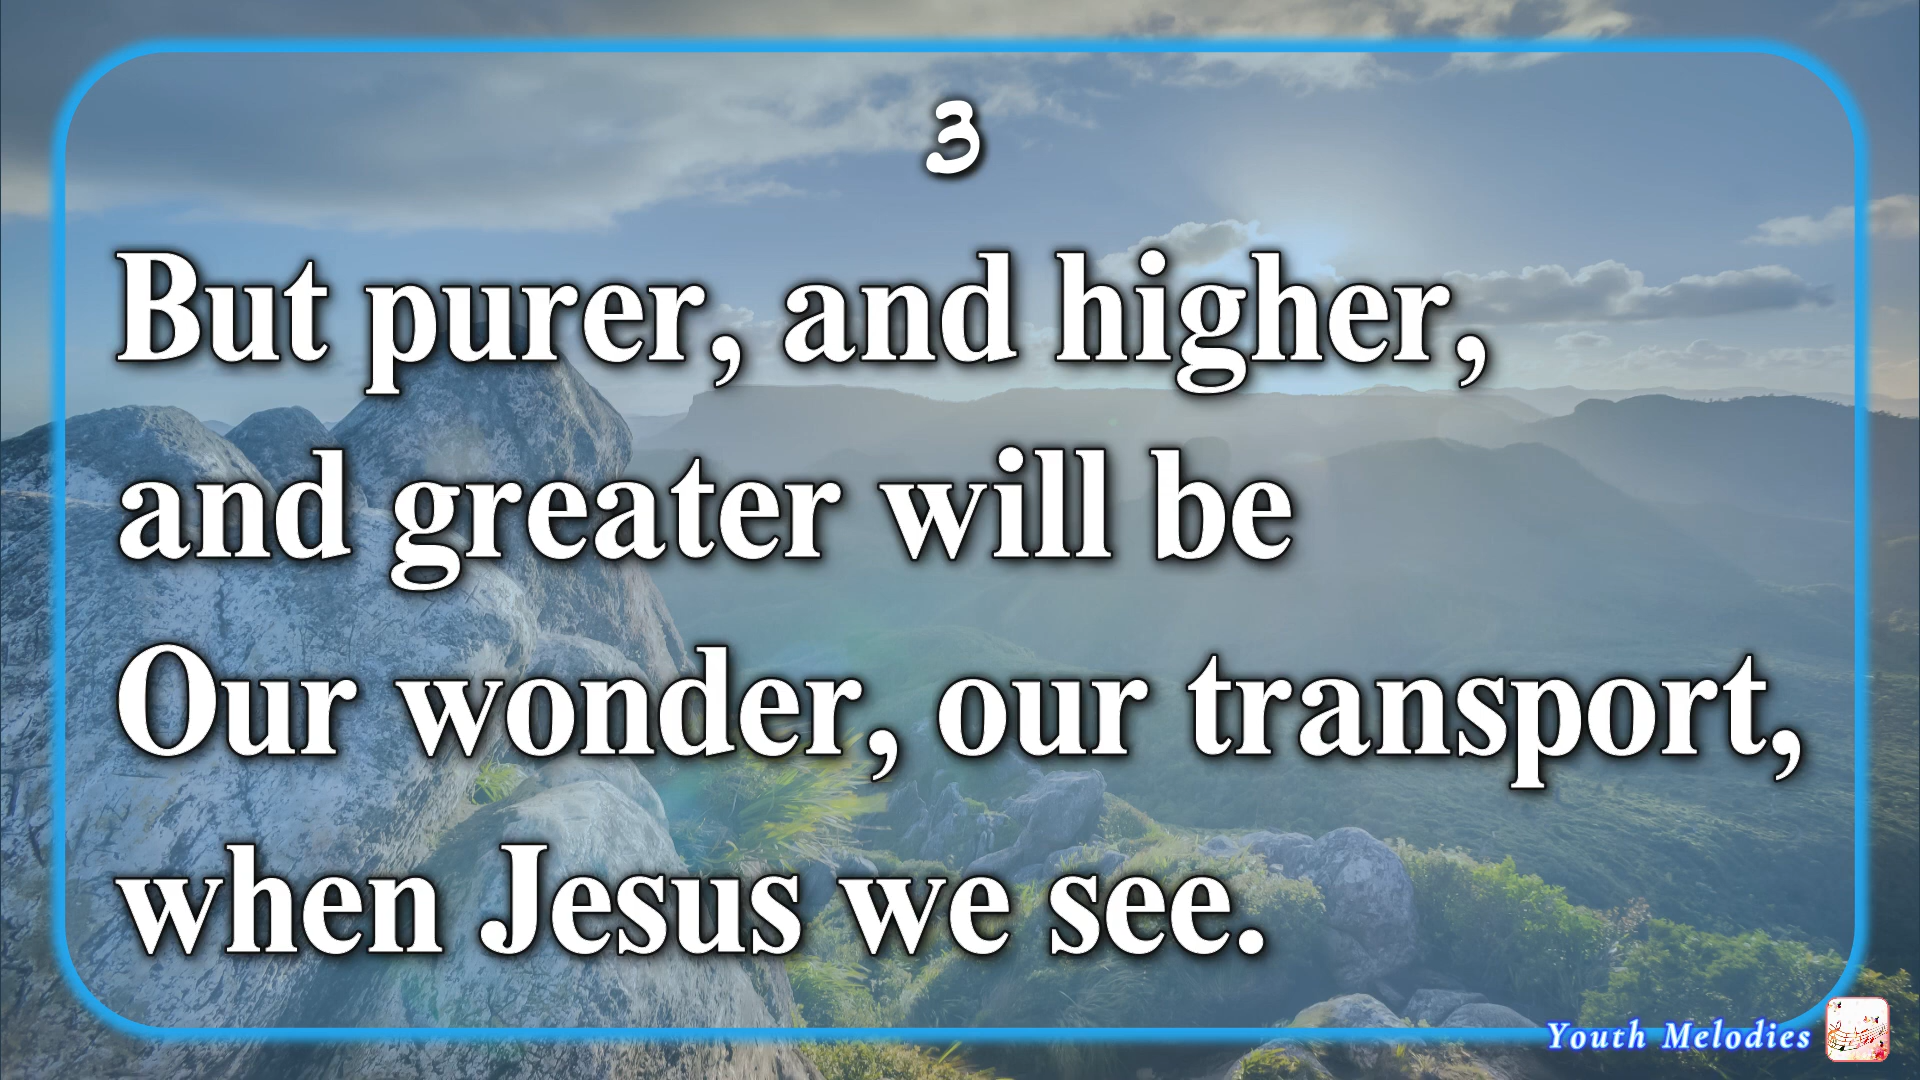 3
But purer, and higher,
and greater will be
Our wonder, our transport,
when Jesus we see.
Youth Melodies